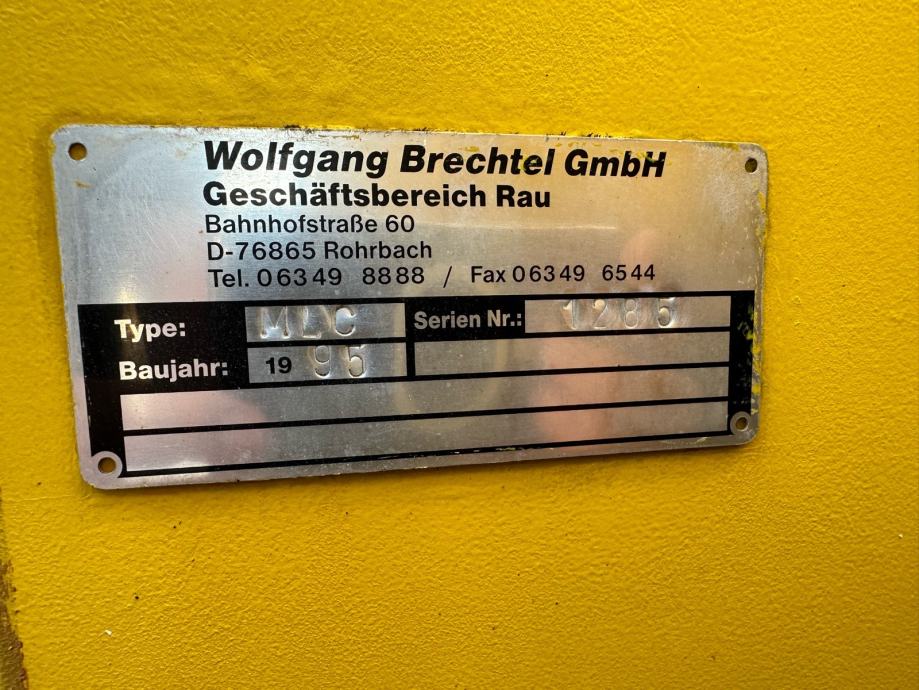 Wolfgang Brechtel GmbH
Geschäftsbereich Rau
Bahnhofstraße 60
D-76865 Rohrbach
Tel. 06349 8888 / Fax 06349 6544
Type: MLC Serien Nr.: 1285
Baujahr: 19 95